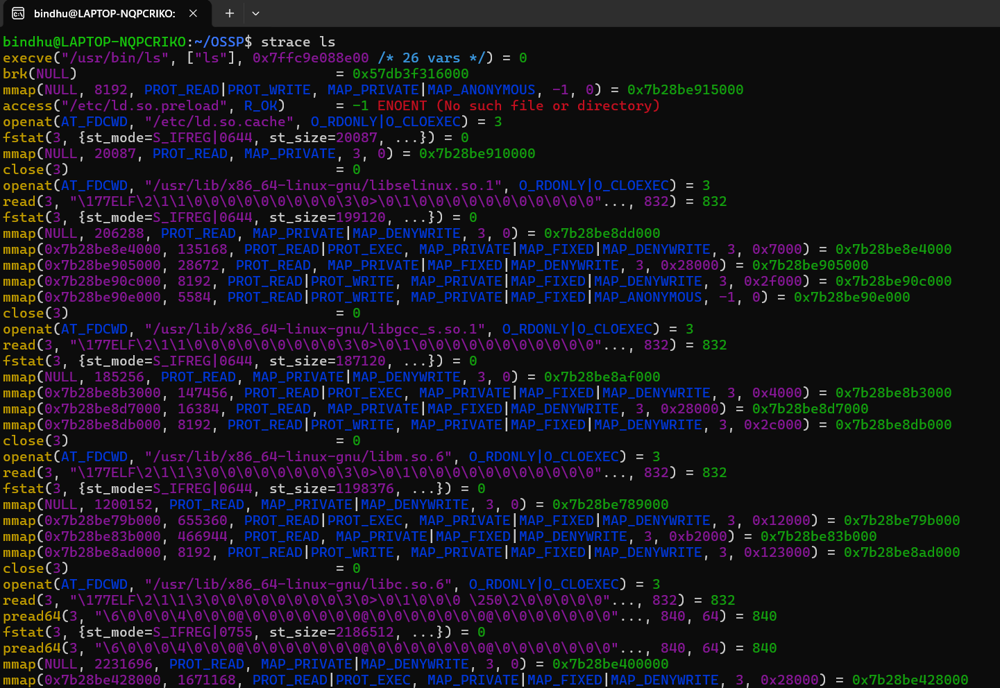 bindhu@LAPTOP-NQPCRIKO:
bindhu@LAPTOP-NQPCRIKO:~/OSSP$ strace ls
execve("/usr/bin/ls", ["ls"], 0x7ffc9e088e00 /* 26 vars */) = 0
brk(NULL)                               = 0x57db3f316000
mmap(NULL, 8192, PROT_READ|PROT_WRITE, MAP_PRIVATE|MAP_ANONYMOUS, -1, 0) = 0x7b28be915000
access("/etc/ld.so.preload", R_OK)      = -1 ENOENT (No such file or directory)
openat(AT_FDCWD, "/etc/ld.so.cache", O_RDONLY|O_CLOEXEC) = 3
fstat(3, {st_mode=S_IFREG|0644, st_size=20087, ...}) = 0
mmap(NULL, 20087, PROT_READ, MAP_PRIVATE, 3, 0) = 0x7b28be910000
close(3)                                = 0
openat(AT_FDCWD, "/usr/lib/x86_64-linux-gnu/libselinux.so.1", O_RDONLY|O_CLOEXEC) = 3
read(3, "\177ELF\2\1\1\0\0\0\0\0\0\0\0\0\3\0>\0\1\0\0\0\0\0\0\0\0\0\0\0"..., 832) = 832
fstat(3, {st_mode=S_IFREG|0644, st_size=199120, ...}) = 0
mmap(NULL, 206288, PROT_READ, MAP_PRIVATE|MAP_DENYWRITE, 3, 0) = 0x7b28be8dd000
mmap(0x7b28be8e4000, 135168, PROT_READ|PROT_EXEC, MAP_PRIVATE|MAP_FIXED|MAP_DENYWRITE, 3, 0x7000) = 0x7b28be8e4000
mmap(0x7b28be905000, 28672, PROT_READ, MAP_PRIVATE|MAP_FIXED|MAP_DENYWRITE, 3, 0x28000) = 0x7b28be905000
mmap(0x7b28be90c000, 8192, PROT_READ|PROT_WRITE, MAP_PRIVATE|MAP_FIXED|MAP_DENYWRITE, 3, 0x2f000) = 0x7b28be90c000
mmap(0x7b28be90e000, 5584, PROT_READ|PROT_WRITE, MAP_PRIVATE|MAP_FIXED|MAP_ANONYMOUS, -1, 0) = 0x7b28be90e000
close(3)                                = 0
openat(AT_FDCWD, "/usr/lib/x86_64-linux-gnu/libgcc_s.so.1", O_RDONLY|O_CLOEXEC) = 3
read(3, "\177ELF\2\1\1\0\0\0\0\0\0\0\0\0\3\0>\0\1\0\0\0\0\0\0\0\0\0\0\0"..., 832) = 832
fstat(3, {st_mode=S_IFREG|0644, st_size=187120, ...}) = 0
mmap(NULL, 185256, PROT_READ, MAP_PRIVATE|MAP_DENYWRITE, 3, 0) = 0x7b28be8af000
mmap(0x7b28be8b3000, 147456, PROT_READ|PROT_EXEC, MAP_PRIVATE|MAP_FIXED|MAP_DENYWRITE, 3, 0x4000) = 0x7b28be8b3000
mmap(0x7b28be8d7000, 16384, PROT_READ, MAP_PRIVATE|MAP_FIXED|MAP_DENYWRITE, 3, 0x28000) = 0x7b28be8d7000
mmap(0x7b28be8db000, 8192, PROT_READ|PROT_WRITE, MAP_PRIVATE|MAP_FIXED|MAP_DENYWRITE, 3, 0x2c000) = 0x7b28be8db000
close(3)                                = 0
openat(AT_FDCWD, "/usr/lib/x86_64-linux-gnu/libm.so.6", O_RDONLY|O_CLOEXEC) = 3
read(3, "\177ELF\2\1\1\3\0\0\0\0\0\0\0\0\3\0>\0\1\0\0\0\0\0\0\0\0\0\0\0"..., 832) = 832
fstat(3, {st_mode=S_IFREG|0644, st_size=1198376, ...}) = 0
mmap(NULL, 1200152, PROT_READ, MAP_PRIVATE|MAP_DENYWRITE, 3, 0) = 0x7b28be789000
mmap(0x7b28be79b000, 655360, PROT_READ|PROT_EXEC, MAP_PRIVATE|MAP_FIXED|MAP_DENYWRITE, 3, 0x12000) = 0x7b28be79b000
mmap(0x7b28be83b000, 466944, PROT_READ, MAP_PRIVATE|MAP_FIXED|MAP_DENYWRITE, 3, 0xb2000) = 0x7b28be83b000
mmap(0x7b28be8ad000, 8192, PROT_READ|PROT_WRITE, MAP_PRIVATE|MAP_FIXED|MAP_DENYWRITE, 3, 0x123000) = 0x7b28be8ad000
close(3)                                = 0
openat(AT_FDCWD, "/usr/lib/x86_64-linux-gnu/libc.so.6", O_RDONLY|O_CLOEXEC) = 3
read(3, "\177ELF\2\1\1\3\0\0\0\0\0\0\0\0\3\0>\0\1\0\0\0 \250\2\0\0\0\0\0"..., 832) = 832
pread64(3, "\6\0\0\0\4\0\0\0@\0\0\0\0\0\0\0@\0\0\0\0\0\0\0@\0\0\0\0\0\0\0"..., 840, 64) = 840
fstat(3, {st_mode=S_IFREG|0755, st_size=2186512, ...}) = 0
pread64(3, "\6\0\0\0\4\0\0\0@\0\0\0\0\0\0\0@\0\0\0\0\0\0\0@\0\0\0\0\0\0\0"..., 840, 64) = 840
mmap(NULL, 2231696, PROT_READ, MAP_PRIVATE|MAP_DENYWRITE, 3, 0) = 0x7b28be400000
mmap(0x7b28be428000, 1671168, PROT_READ|PROT_EXEC, MAP_PRIVATE|MAP_FIXED|MAP_DENYWRITE, 3, 0x28000) = 0x7b28be428000